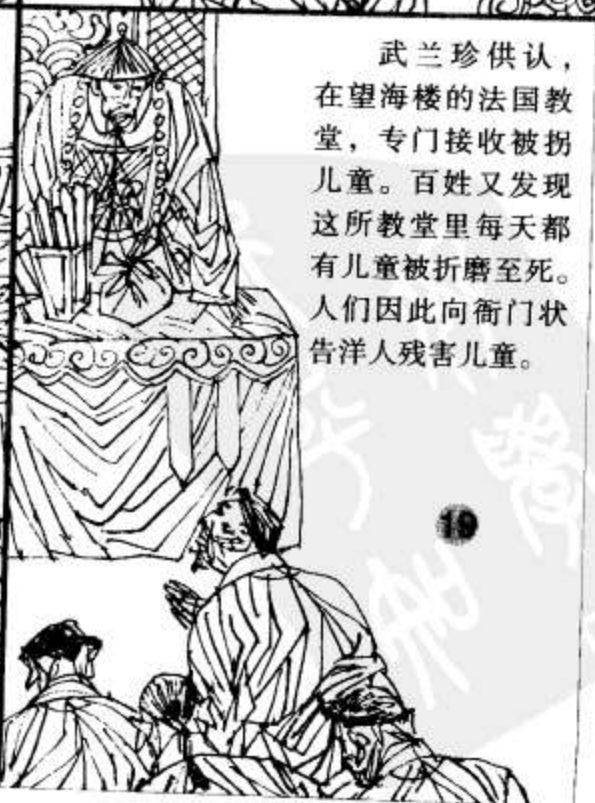 武兰珍供认，
在望海楼的法国教
堂，专门接收被拐
儿童。百姓又发现
这所教堂里每天都
有儿童被折磨至死。
人们因此向衙门状
告洋人残害儿童。
19